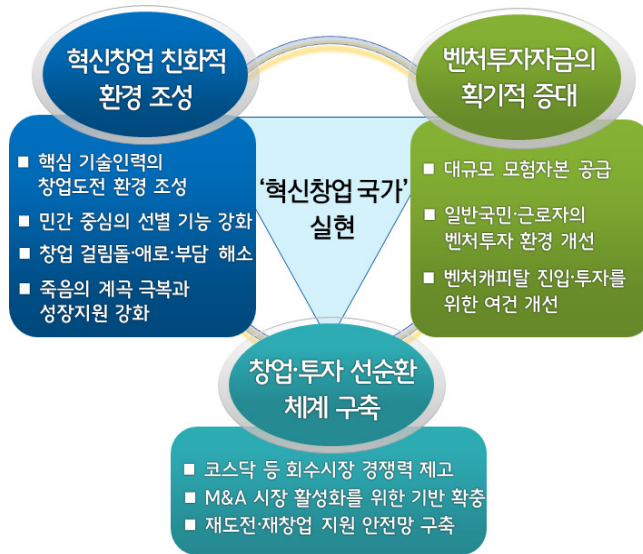 혁신창업 친화적
환경 조성
■ 핵심 기술인력의
창업도전 환경 조성
■ 민간 중심의 선별 기능 강화
■ 창업 걸림돌·애로·부담 해소
■ 죽음의 계곡 극복과
성장지원 강화
벤처투자자금의
획기적 증대
■ 대규모 모험자본 공급
■ 일반국민·근로자의
벤처투자 환경 개선
■ 벤처캐피탈 진입·투자를
위한 여건 개선
‘혁신창업 국가’
실현
창업·투자 선순환
체계 구축
■ 코스닥 등 회수시장 경쟁력 제고
■ M&A 시장 활성화를 위한 기반 확충
■ 재도전·재창업 지원 안전망 구축